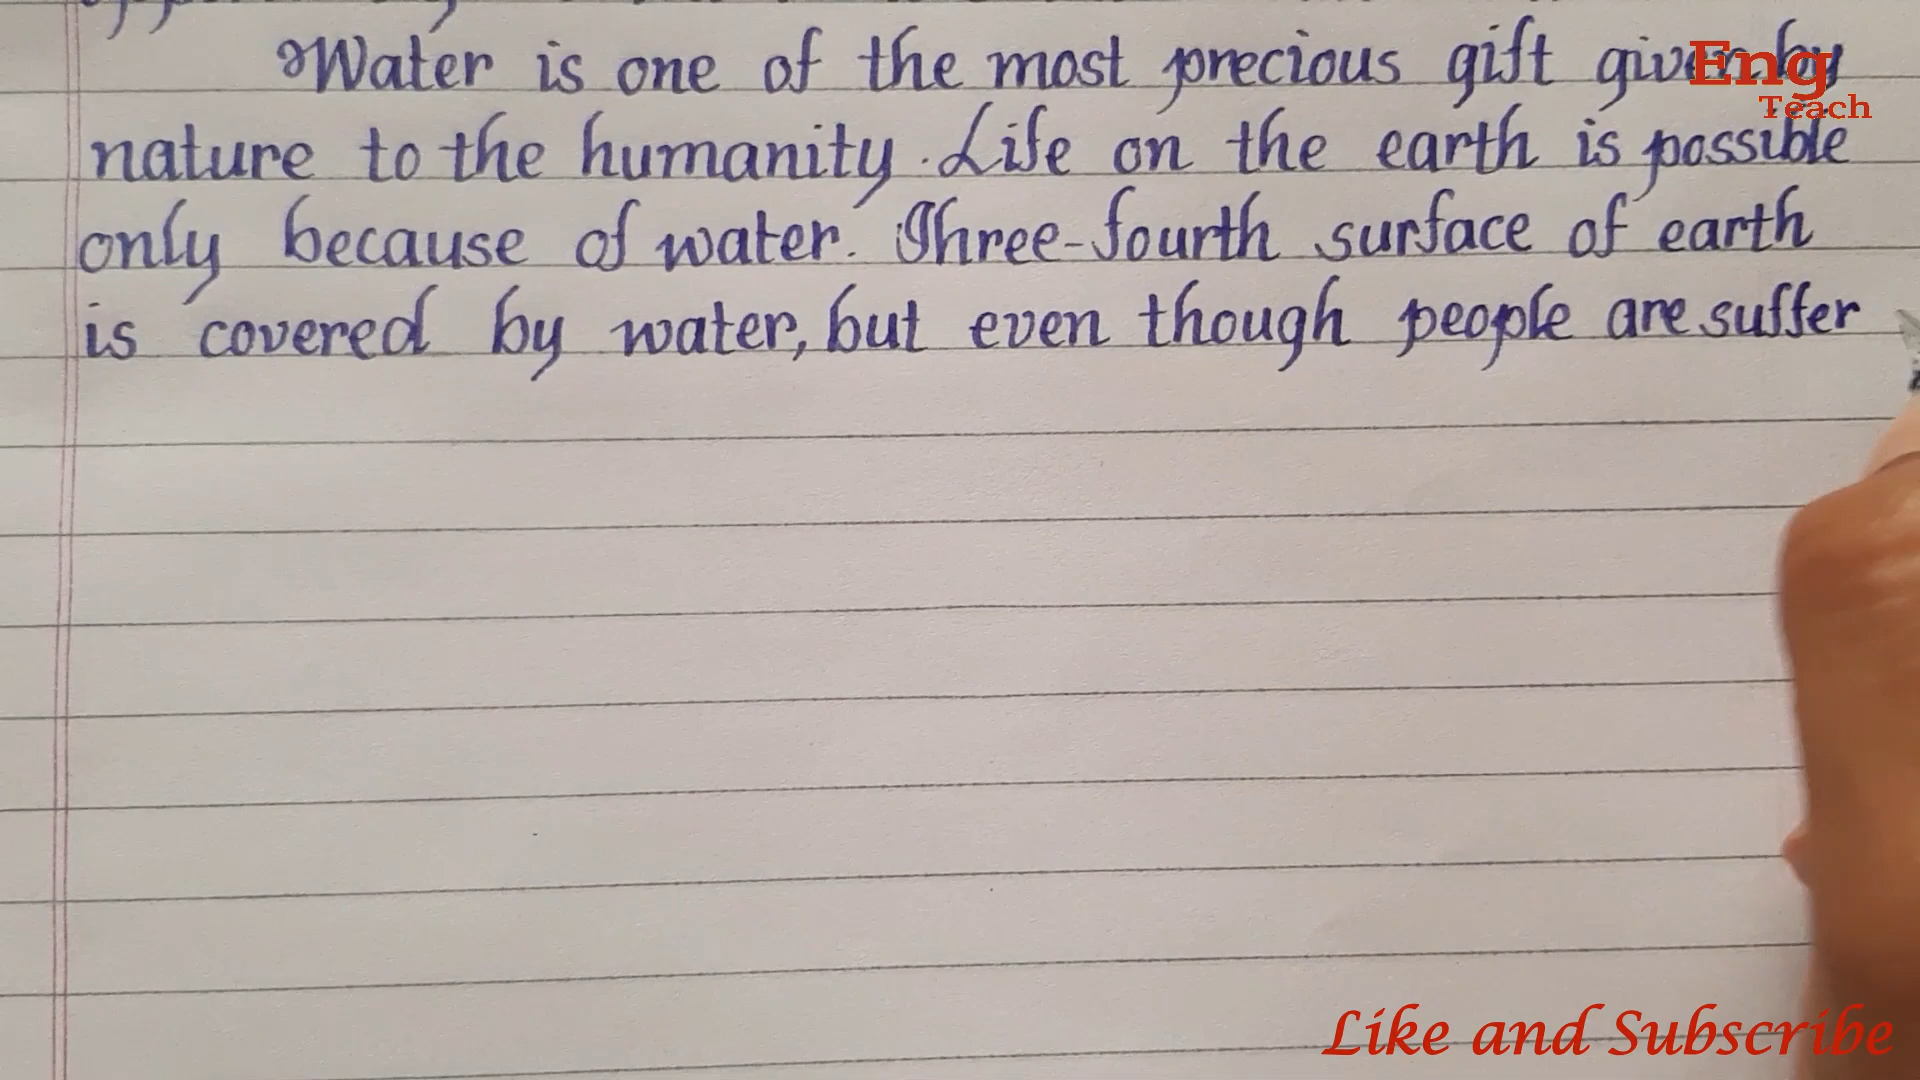 Water is one of the most precious gift given by
Eng
Teach
nature to the humanity. Life on the earth is possible
only because of water. Three-fourth surface of earth
is covered by water, but even though people are suffer
Like and Subscribe